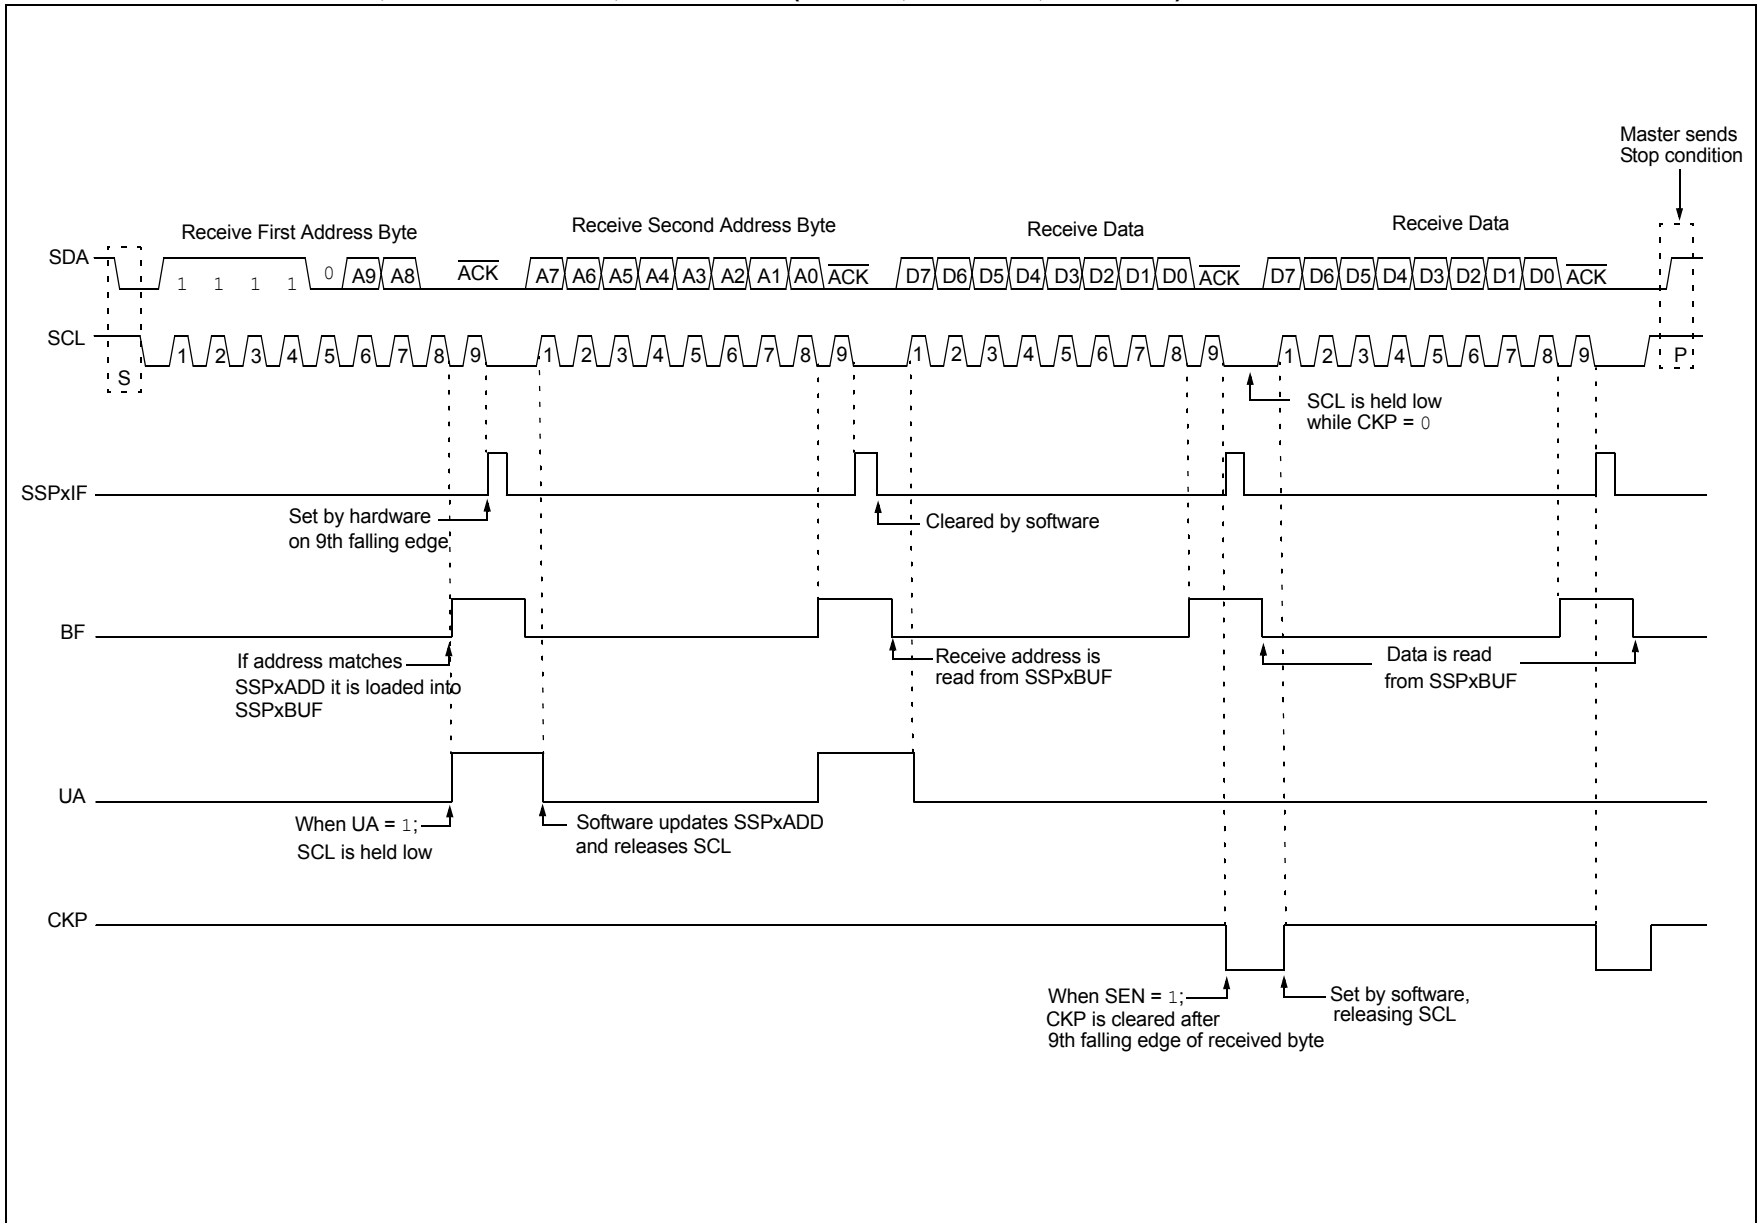 Master sends
Stop condition
Receive First Address Byte
Receive Second Address Byte
Receive Data
Receive Data
SDA
1 1 1 1 0 A9 A8 ACK A7 A6 A5 A4 A3 A2 A1 A0 ACK D7 D6 D5 D4 D3 D2 D1 D0 ACK D7 D6 D5 D4 D3 D2 D1 D0 ACK
SCL
S 1 2 3 4 5 6 7 8 9 1 2 3 4 5 6 7 8 9 1 2 3 4 5 6 7 8 9 1 2 3 4 5 6 7 8 9 P
SCL is held low
while CKP = 0
SSPxIF
Set by hardware
on 9th falling edge
Cleared by software
BF
If address matches
SSPxADD it is loaded into
SSPxBUF
Receive address is
read from SSPxBUF
Data is read
from SSPxBUF
UA
When UA = 1;
SCL is held low
Software updates SSPxADD
and releases SCL
CKP
When SEN = 1;
CKP is cleared after
9th falling edge of received byte
Set by software,
releasing SCL